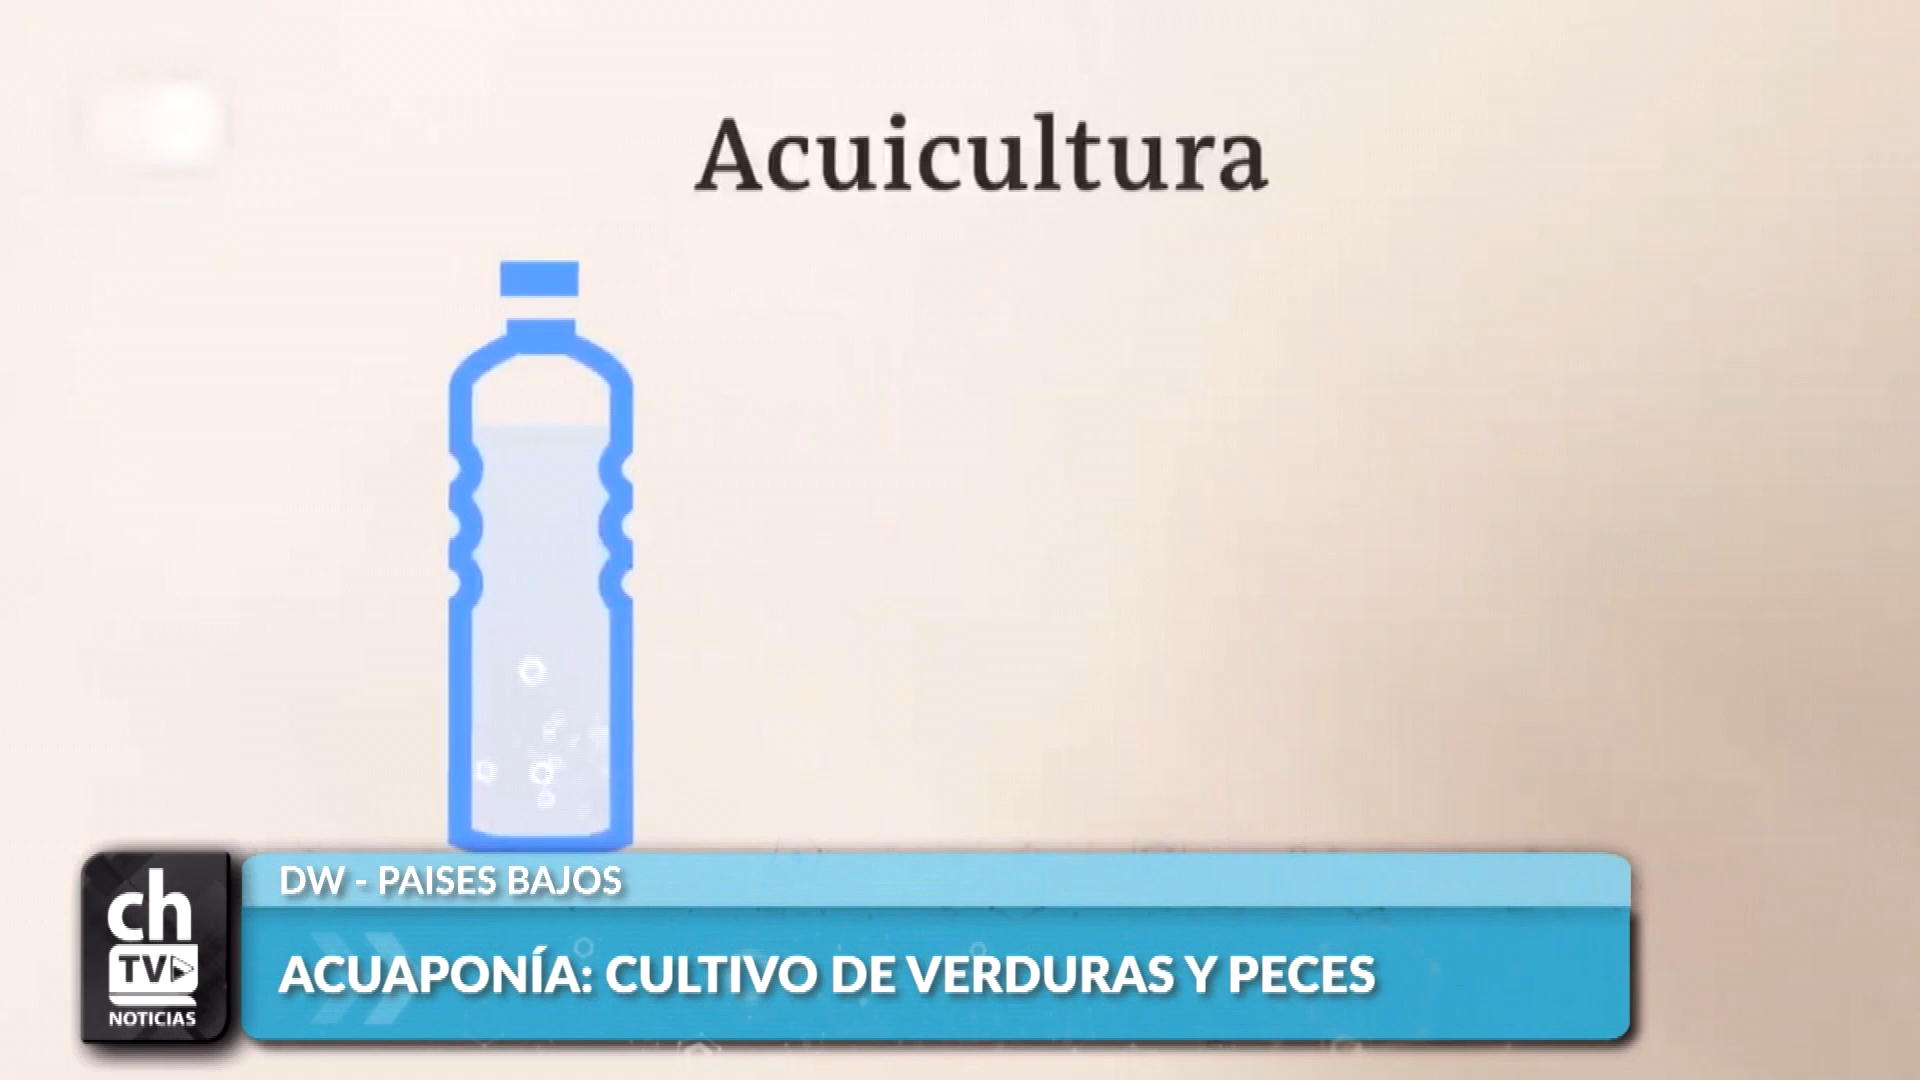 Acuicultura
DW - PAISES BAJOS
ACUAPONÍA: CULTIVO DE VERDURAS Y PECES
ch
TV
NOTICIAS